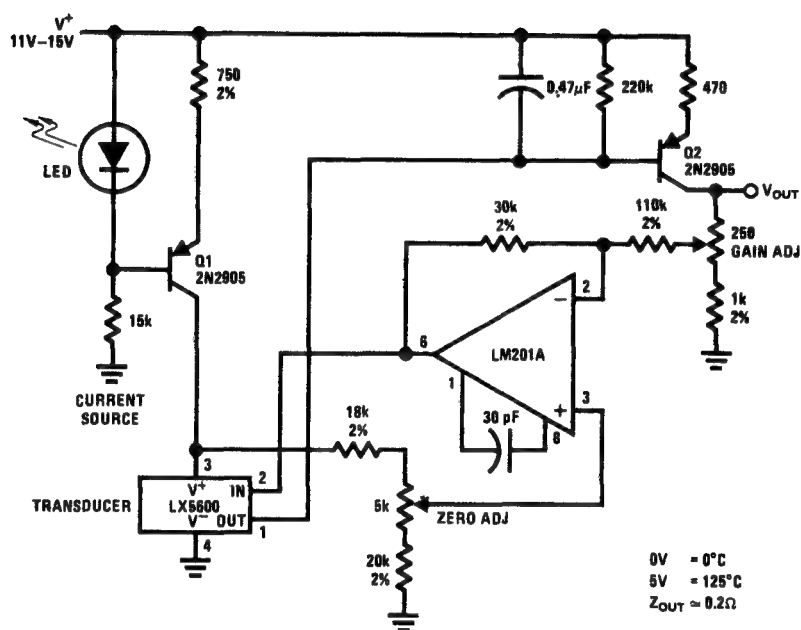 V+
11V–15V
750
2%
0.47µF
220k
470
LED
Q2
2N2905
VOUT
Q1
2N2905
30k
2%
110k
2%
250
GAIN ADJ
2
–
15k
6
LM201A
1k
2%
1
3
+
30 pF
8
CURRENT
SOURCE
18k
2%
3
V+
IN
2
TRANSDUCER
LX5600
V– OUT
1
5k
ZERO ADJ
4
20k
2%
0V = 0°C
5V = 125°C
ZOUT ≃ 0.2Ω